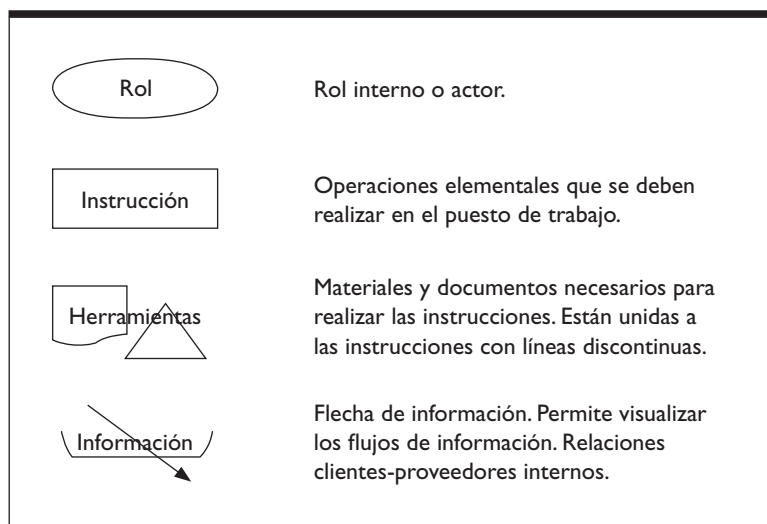 Rol
Rol interno o actor.
Instrucción
Operaciones elementales que se deben
realizar en el puesto de trabajo.
Herramientas
Materiales y documentos necesarios para
realizar las instrucciones. Están unidas a
las instrucciones con líneas discontinuas.
Información
Flecha de información. Permite visualizar
los flujos de información. Relaciones
clientes-proveedores internos.